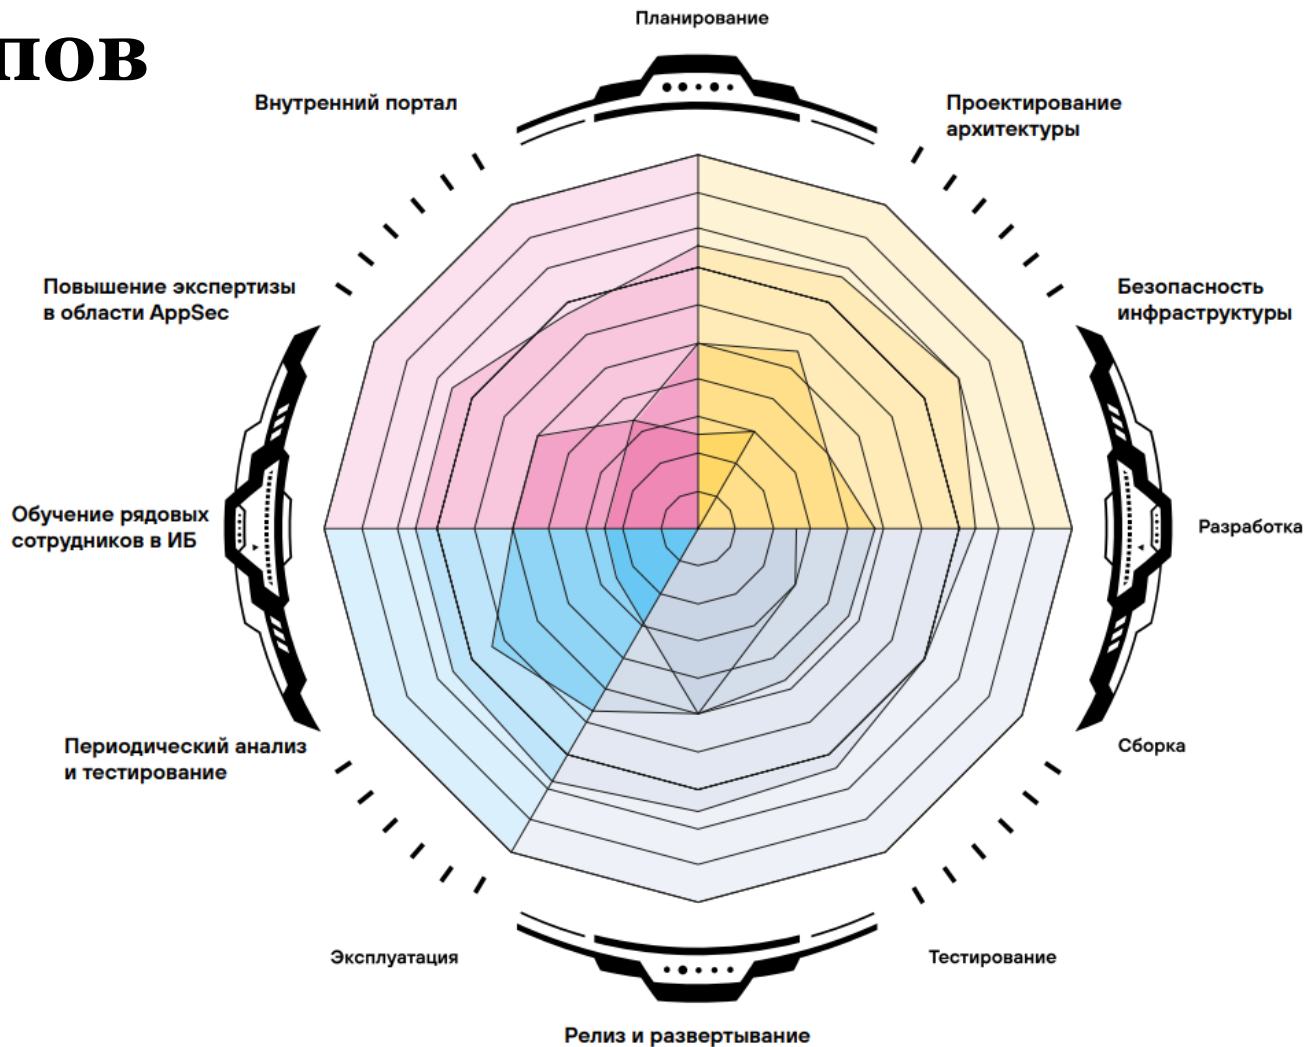 пов
Планирование
Внутренний портал
Проектирование
архитектуры
Повышение экспертизы
в области AppSec
Безопасность
инфраструктуры
Обучение рядовых
сотрудников в ИБ
Разработка
Периодический анализ
и тестирование
Сборка
Эксплуатация
Тестирование
Релиз и развертывание